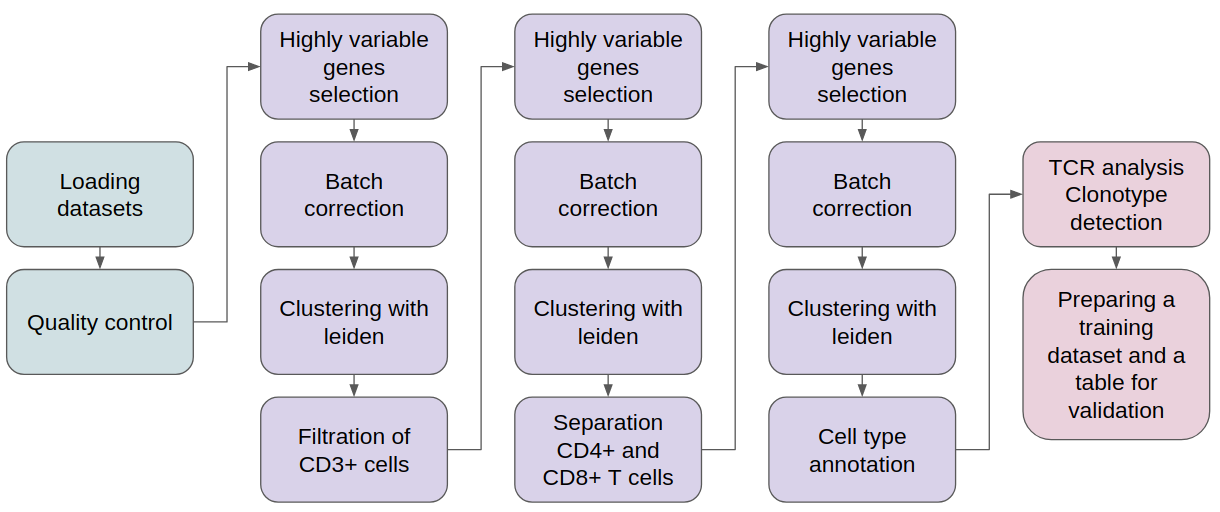 Loading
datasets
Quality control
Highly variable
genes
selection
Batch
correction
Clustering with
leiden
Filtration of
CD3+ cells
Highly variable
genes
selection
Batch
correction
Clustering with
leiden
Separation
CD4+ and
CD8+ T cells
Highly variable
genes
selection
Batch
correction
Clustering with
leiden
Cell type
annotation
TCR analysis
Clonotype
detection
Preparing a
training
dataset and a
table for
validation